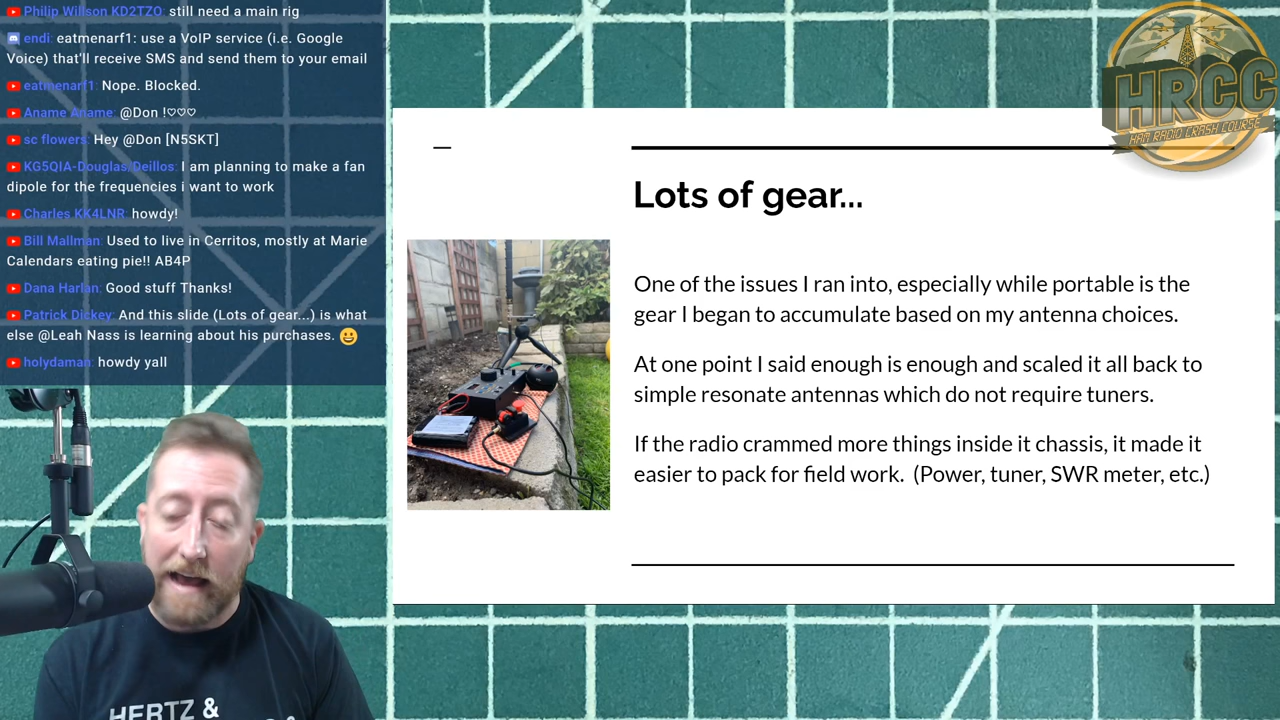 Philip Willson KD2TZO: still need a main rig
endi: eatmenarf1: use a VoIP service (i.e. Google
Voice) that'll receive SMS and send them to your email
eatmenarf1: Nope. Blocked.
Aname Aname: @Don !♡♡♡
sc flowers: Hey @Don [N5SKT]
KG5QIA-Douglas/Deillos: I am planning to make a fan
dipole for the frequencies i want to work
Charles KK4LNR: howdy!
Bill Mallman: Used to live in Cerritos, mostly at Marie
Calendars eating pie!! AB4P
Dana Harlan: Good stuff Thanks!
Patrick Dickey: And this slide (Lots of gear...) is what
else @Leah Nass is learning about his purchases. 😀
holydaman: howdy yall
HRCC
HAM RADIO CRASH COURSE
Lots of gear...
One of the issues I ran into, especially while portable is the
gear I began to accumulate based on my antenna choices.
At one point I said enough is enough and scaled it all back to
simple resonate antennas which do not require tuners.
If the radio crammed more things inside it chassis, it made it
easier to pack for field work. (Power, tuner, SWR meter, etc.)
HERTZ &